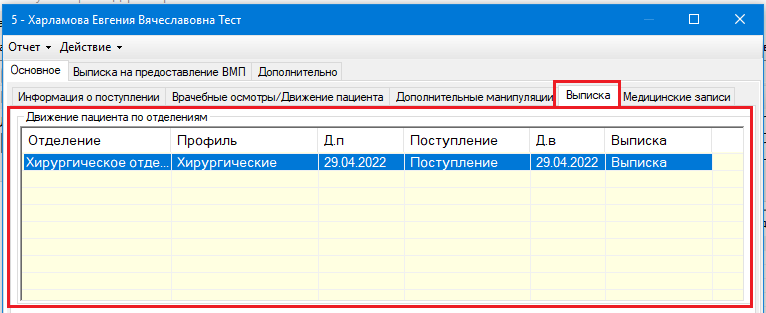 5 - Харламова Евгения Вячеславовна Тест
Отчет Действие
Основное Выписка на предоставление ВМП Дополнительно
Информация о поступлении Врачебные осмотры/Движение пациента Дополнительные манипуляции Выписка Медицинские записи
Движение пациента по отделениям
Отделение Профиль Д.п Поступление Д.в Выписка
Хирургическое отде... Хирургические 29.04.2022 Поступление 29.04.2022 Выписка